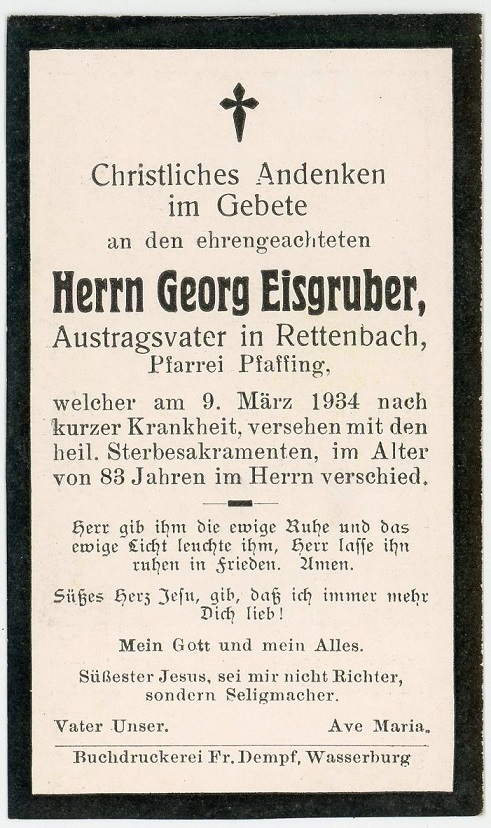 Christliches Andenken
im Gebete
an den ehrengeachteten
Herrn Georg Eisgruber,
Austragsvater in Rettenbach,
Pfarrei Pfaffing,
welcher am 9. März 1934 nach
kurzer Krankheit, versehen mit den
heil. Sterbesakramenten, im Alter
von 83 Jahren im Herrn verschied.
Herr gib ihm die ewige Ruhe und das
ewige Licht leuchte ihm, Herr lasse ihn
ruhen in Frieden. Amen.
Süßes Herz Jesu, gib, daß ich immer mehr
Dich lieb!
Mein Gott und mein Alles.
Süßester Jesus, sei mir nicht Richter,
sondern Seligmacher.
Vater Unser. Ave Maria.
Buchdruckerei Fr. Dempf, Wasserburg